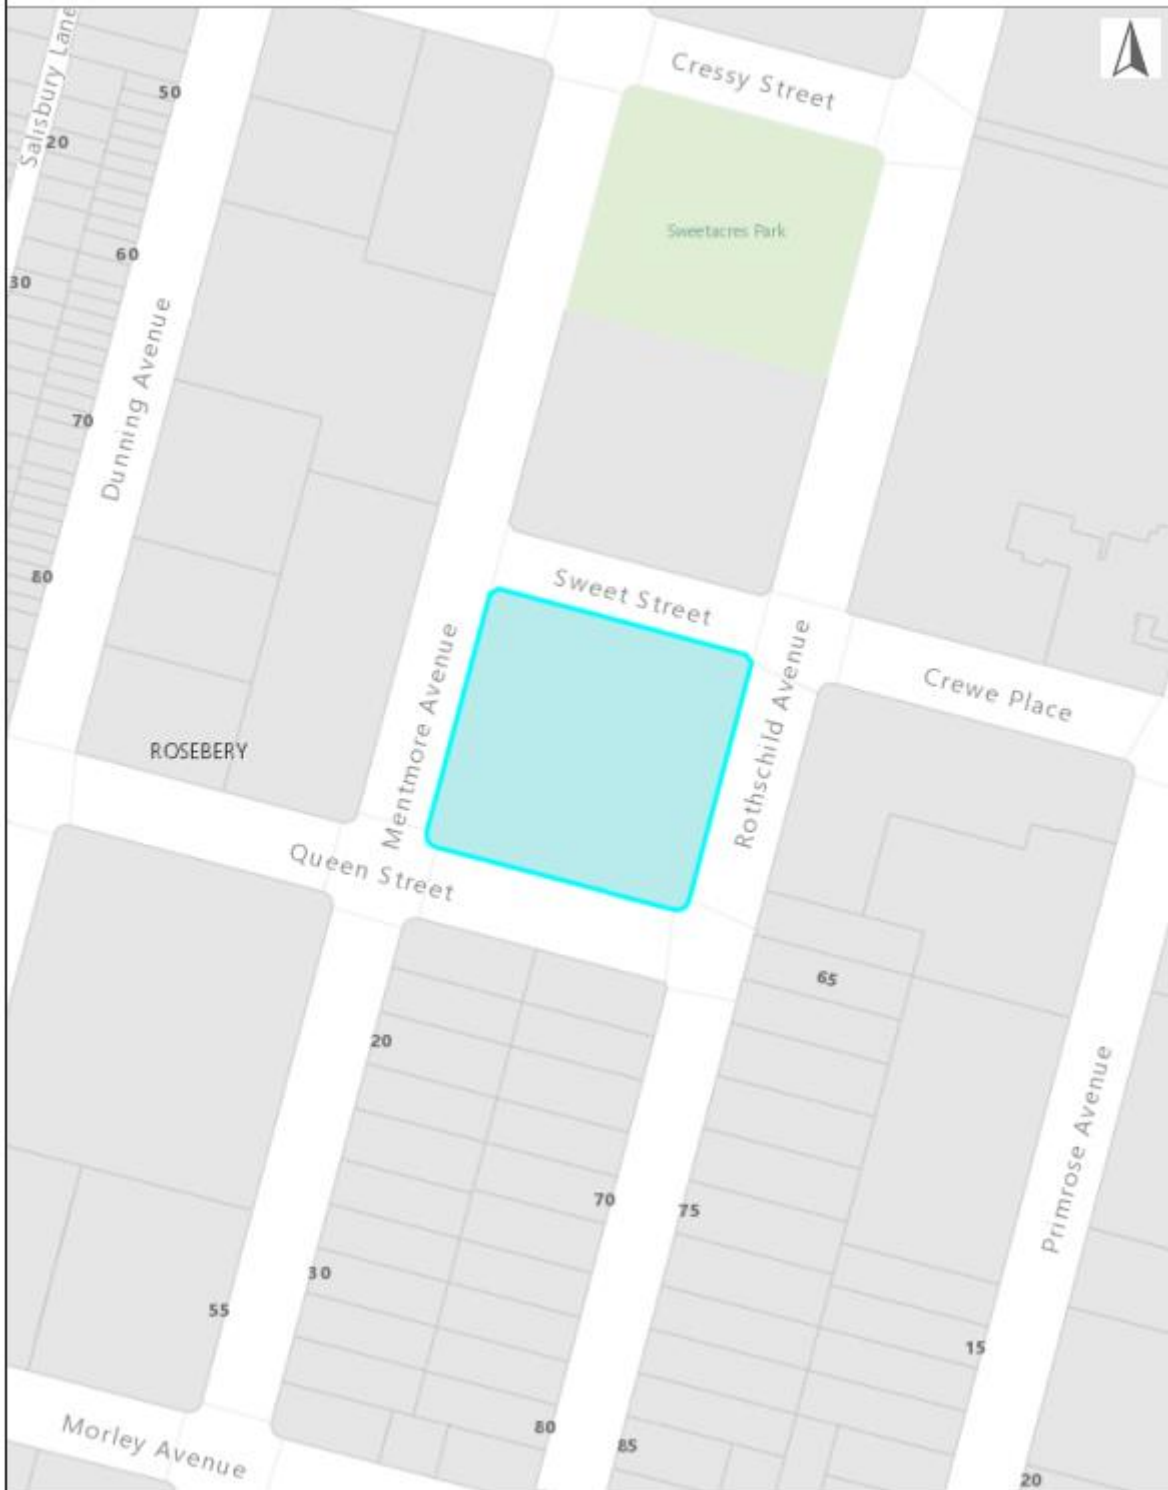 Salisbury Lane
50
Cressy Street
20
Sweetacres Park
60
30
Dunning Avenue
70
80
Sweet Street
Mentmore Avenue
Rothschild Avenue
Crewe Place
ROSEBERY
Queen Street
65
20
Primrose Avenue
70
75
30
55
15
Morley Avenue
80
85
20